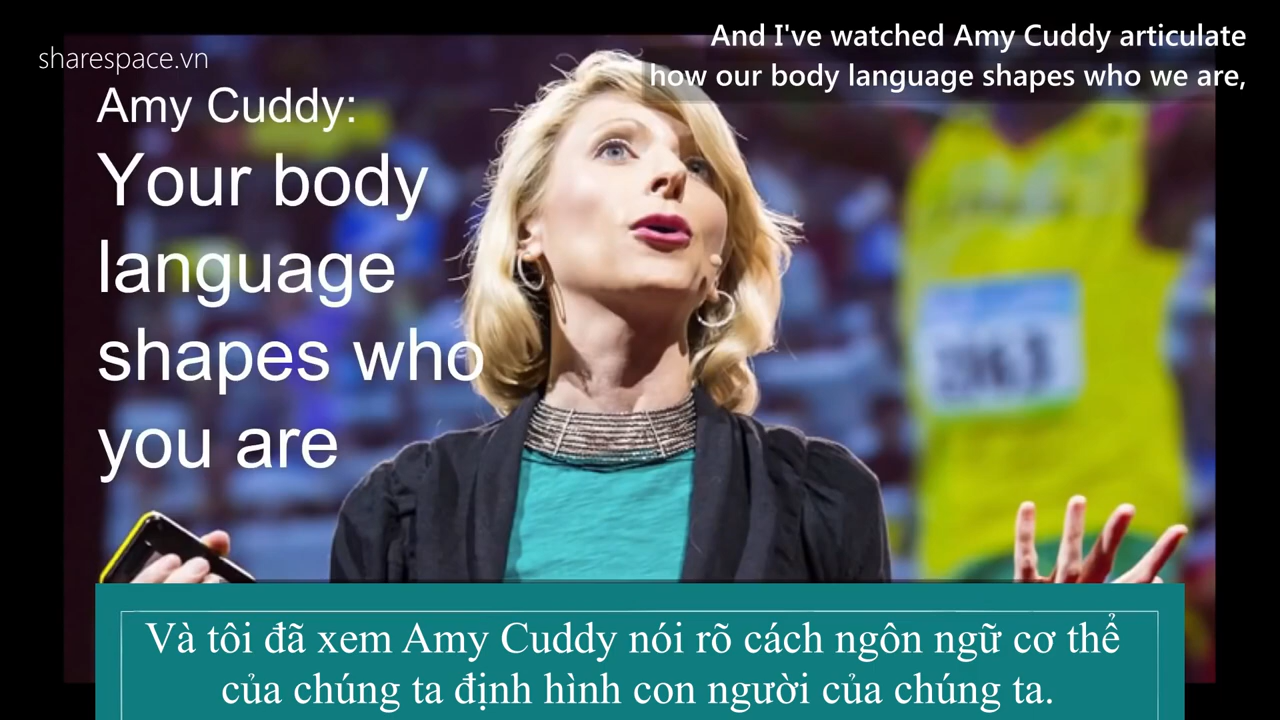 sharespace.vn
And I've watched Amy Cuddy articulate
how our body language shapes who we are,
Amy Cuddy:
Your body
language
shapes who
you are
Và tôi đã xem Amy Cuddy nói rõ cách ngôn ngữ cơ thể
của chúng ta định hình con người của chúng ta.